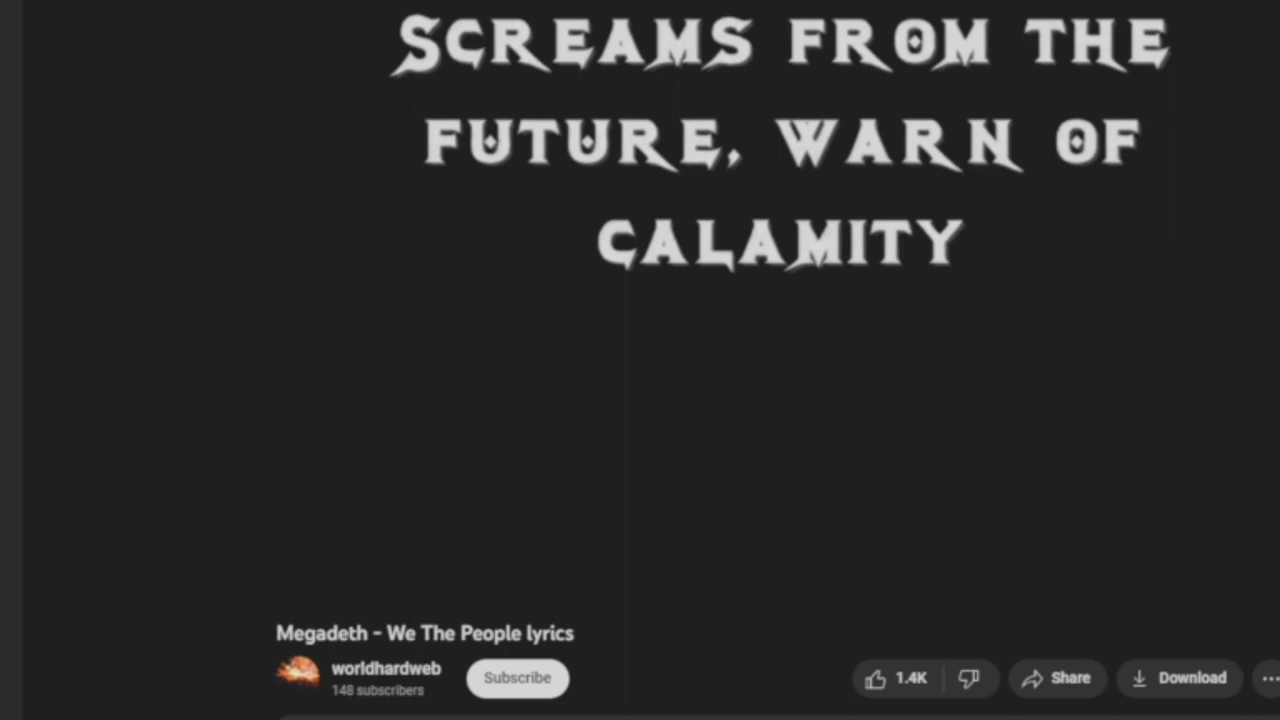 SCREAMS FROM THE
FUTURE, WARN OF
CALAMITY
Megadeth - We The People lyrics
worldhardweb
148 subscribers
Subscribe
1.4K
Share
Download